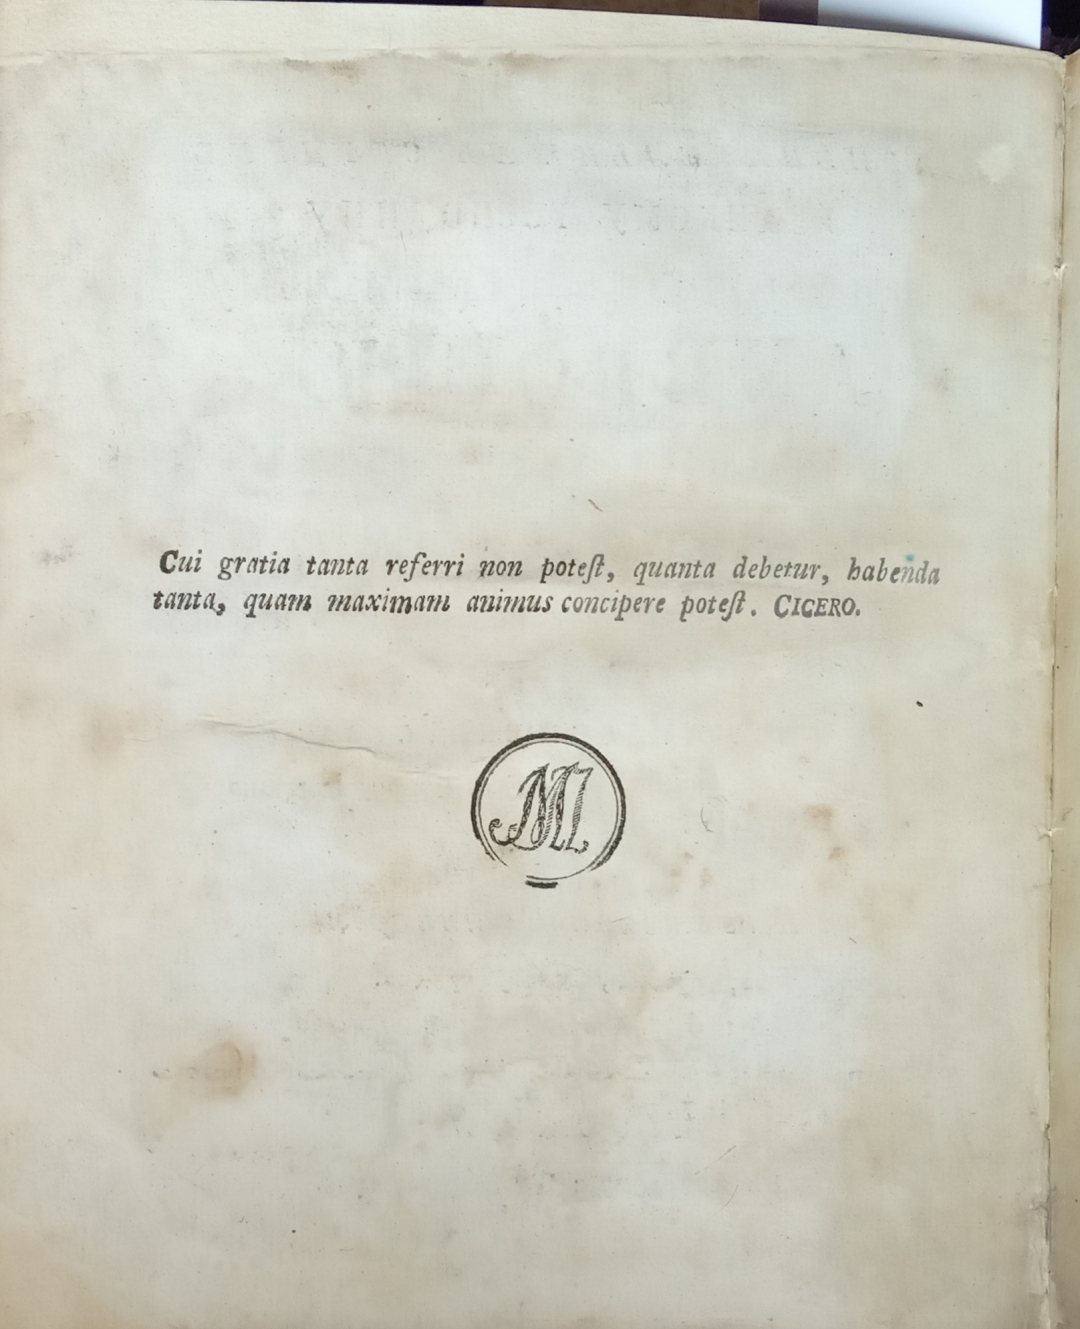 Cui gratia tanta referri non poteſt, quanta debetur, habenda
tanta, quam maximam animus concipere poteſt. CICERO.